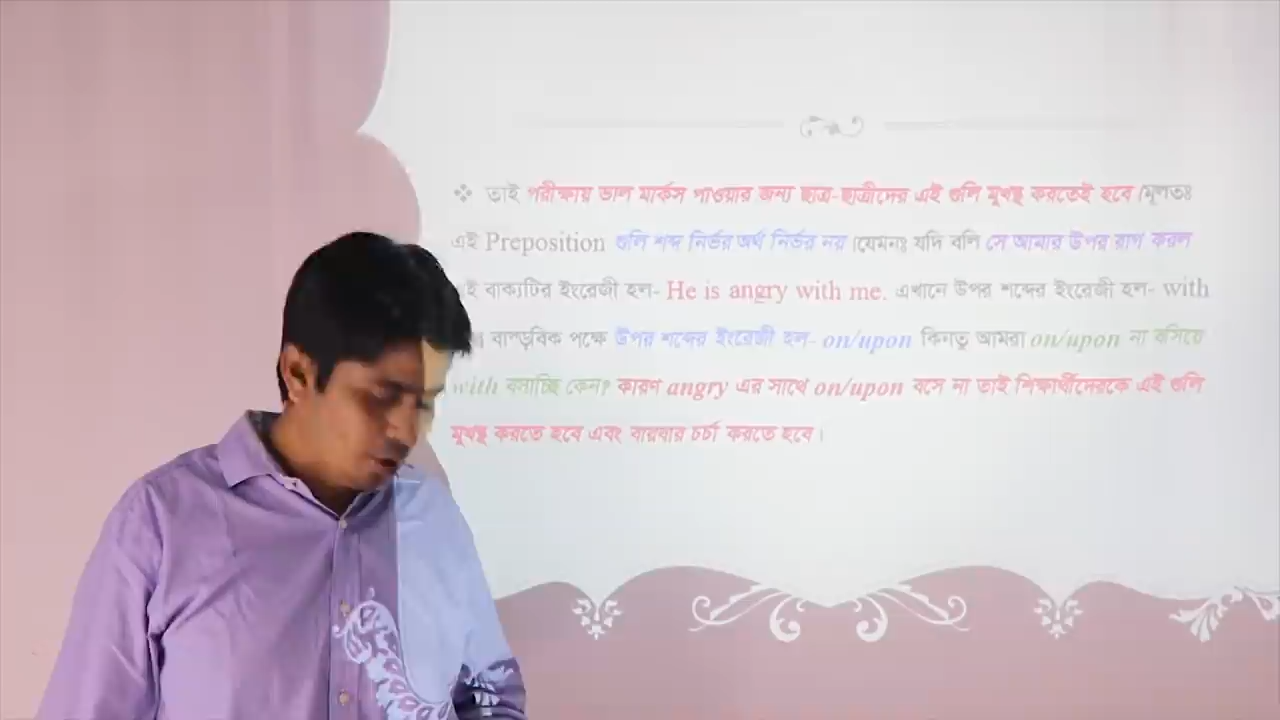 ❖ তাই পরীক্ষায় ভাল মার্কস পাওয়ার জন্য ছাত্র-ছাত্রীদের এই গুলি মুখস্থ করতেই হবে।মূলতঃ
এই Preposition গুলি শব্দ নির্ভর অর্থ নির্ভর নয়।যেমনঃ যদি বলি সে আমার উপর রাগ করল
বাক্যটির ইংরেজী হল- He is angry with me. এখানে উপর শব্দের ইংরেজী হল- with
পক্ষে উপর শব্দের ইংরেজী হল- on/upon কিন্তু আমরা on/upon না বসিয়ে
with বসাচ্ছি কেন? কারণ angry এর সাথে on/upon বসে না তাই শিক্ষার্থীদেরকে এই গুলি
মুখস্থ করতে হবে এবং বারবার চর্চা করতে হবে।